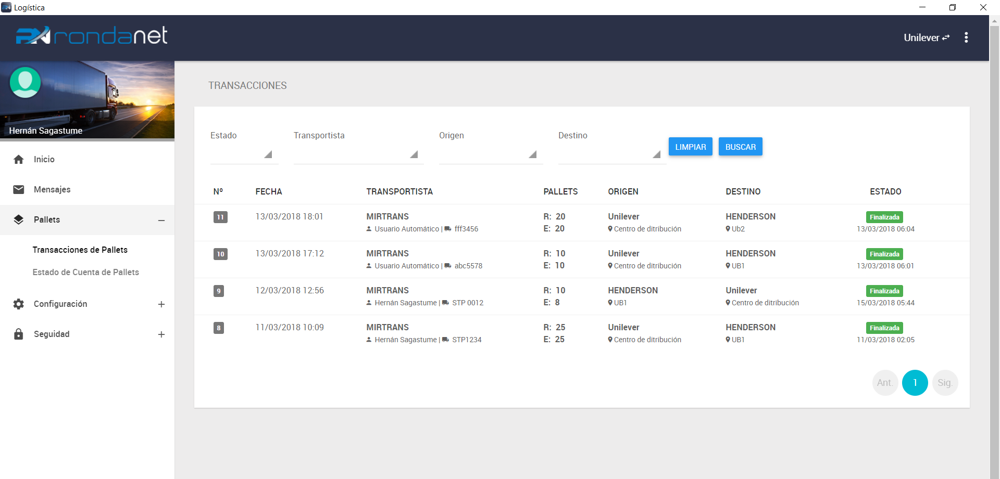 Logística
rondanet
Unilever
Hernán Sagastume
Inicio
Mensajes
Pallets
Transacciones de Pallets
Estado de Cuenta de Pallets
Configuración
Seguidad
TRANSACCIONES
Estado Transportista Origen Destino LIMPIAR BUSCAR
Nº FECHA TRANSPORTISTA PALLETS ORIGEN DESTINO ESTADO
11 13/03/2018 18:01 MIRTRANS R: 20 Unilever HENDERSON Finalizada
Usuario Automático | fff3456 E: 20 Centro de ditribución Ub2 13/03/2018 06:04
10 13/03/2018 17:12 MIRTRANS R: 10 Unilever HENDERSON Finalizada
Usuario Automático | abc5578 E: 10 Centro de ditribución UB1 13/03/2018 06:01
9 12/03/2018 12:56 MIRTRANS R: 10 HENDERSON Unilever Finalizada
Hernán Sagastume | STP 0012 E: 8 UB1 Centro de ditribución 15/03/2018 05:44
8 11/03/2018 10:09 MIRTRANS R: 25 Unilever HENDERSON Finalizada
Hernán Sagastume | STP1234 E: 25 Centro de ditribución UB1 11/03/2018 02:05
Ant. 1 Sig.